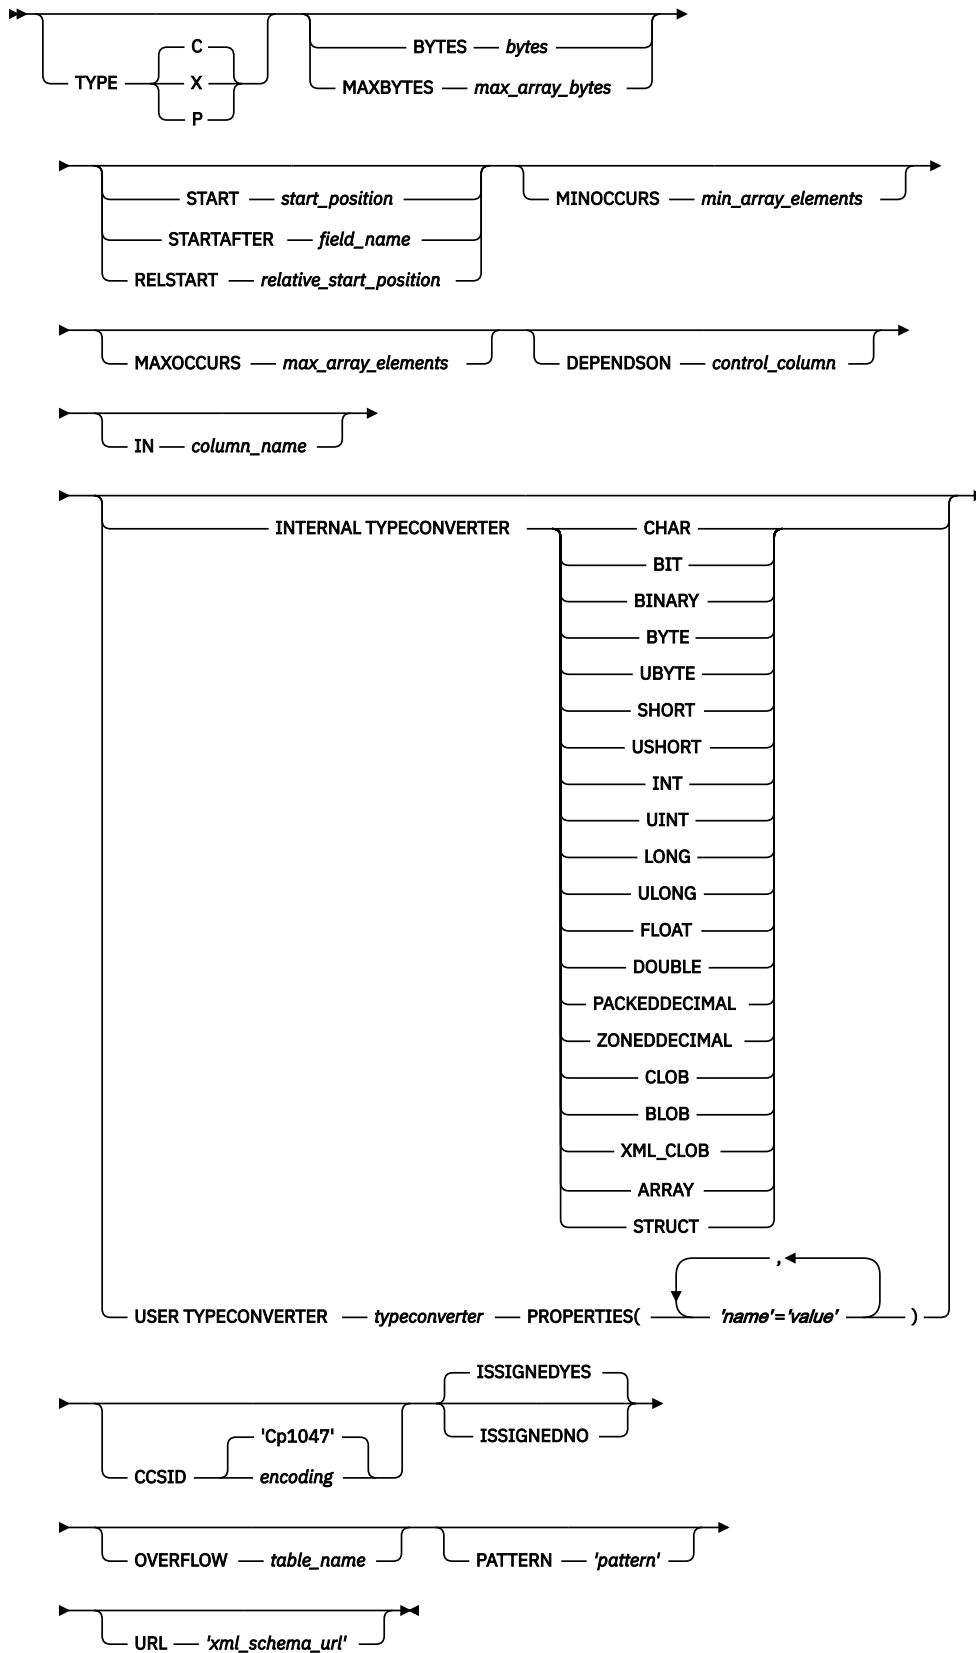 C
BYTES bytes
TYPE X MAXBYTES max_array_bytes
P
START start_position MINOCCURS min_array_elements
STARTAFTER field_name
RELSTART relative_start_position
MAXOCCURS max_array_elements DEPENDSON control_column
IN column_name
INTERNAL TYPECONVERTER CHAR
BIT
BINARY
BYTE
UBYTE
SHORT
USHORT
INT
UINT
LONG
ULONG
FLOAT
DOUBLE
PACKEDDECIMAL
ZONEDDECIMAL
CLOB
BLOB
XML_CLOB
ARRAY
STRUCT
,
USER TYPECONVERTER typeconverter PROPERTIES( 'name'='value' )
ISSIGNEDYES
'Cp1047' ISSIGNEDNO
CCSID encoding
OVERFLOW table_name PATTERN 'pattern'
URL 'xml_schema_url'